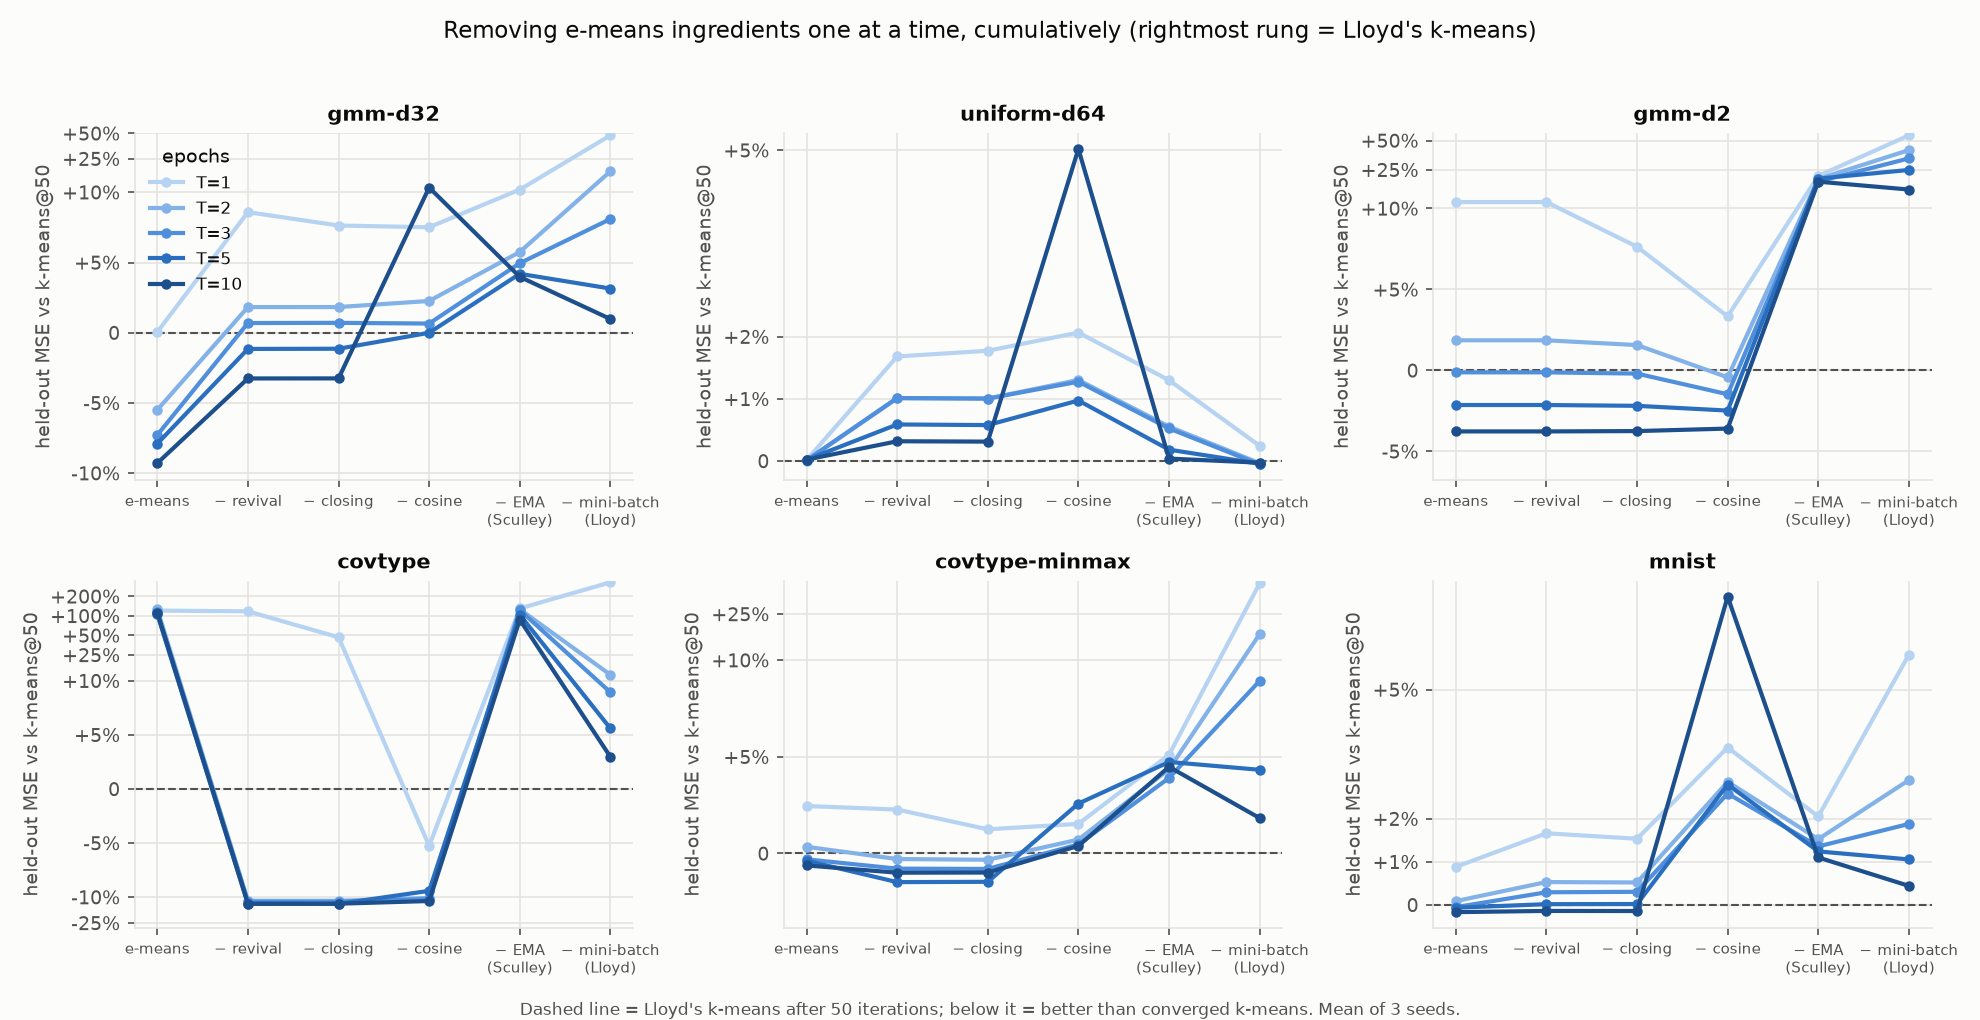 Removing e-means ingredients one at a time, cumulatively (rightmost rung = Lloyd's k-means)
gmm-d32
held-out MSE vs k-means@50
+50%
+25%
+10%
+5%
0
-5%
-10%
epochs
T=1
T=2
T=3
T=5
T=10
e-means
− revival
− closing
− cosine
− EMA
(Sculley)
− mini-batch
(Lloyd)
uniform-d64
held-out MSE vs k-means@50
+5%
+2%
+1%
0
e-means
− revival
− closing
− cosine
− EMA
(Sculley)
− mini-batch
(Lloyd)
gmm-d2
held-out MSE vs k-means@50
+50%
+25%
+10%
+5%
0
-5%
e-means
− revival
− closing
− cosine
− EMA
(Sculley)
− mini-batch
(Lloyd)
covtype
held-out MSE vs k-means@50
+200%
+100%
+50%
+25%
+10%
+5%
0
-5%
-10%
-25%
e-means
− revival
− closing
− cosine
− EMA
(Sculley)
− mini-batch
(Lloyd)
covtype-minmax
held-out MSE vs k-means@50
+25%
+10%
+5%
0
e-means
− revival
− closing
− cosine
− EMA
(Sculley)
− mini-batch
(Lloyd)
mnist
held-out MSE vs k-means@50
+5%
+2%
+1%
0
e-means
− revival
− closing
− cosine
− EMA
(Sculley)
− mini-batch
(Lloyd)
Dashed line = Lloyd's k-means after 50 iterations; below it = better than converged k-means. Mean of 3 seeds.